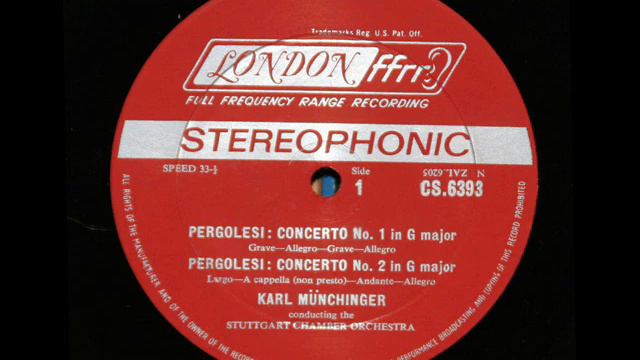 Trademarks Reg. U.S. Pat. Off.
LONDON ffrr
FULL FREQUENCY RANGE RECORDING
STEREOPHONIC
SPEED 33⅓
Side
1
N ZAL.6205
CS.6393
PERGOLESI: CONCERTO No. 1 in G major
Grave—Allegro—Grave—Allegro
PERGOLESI: CONCERTO No. 2 in G major
Largo—A cappella (non presto)—Andante—Allegro
KARL MÜNCHINGER
conducting the
STUTTGART CHAMBER ORCHESTRA
ALL RIGHTS OF THE MANUFACTURER AND OF THE OWNER OF THE RECORD
PERFORMANCE, BROADCASTING, AND COPYING OF THIS RECORD PROHIBITED